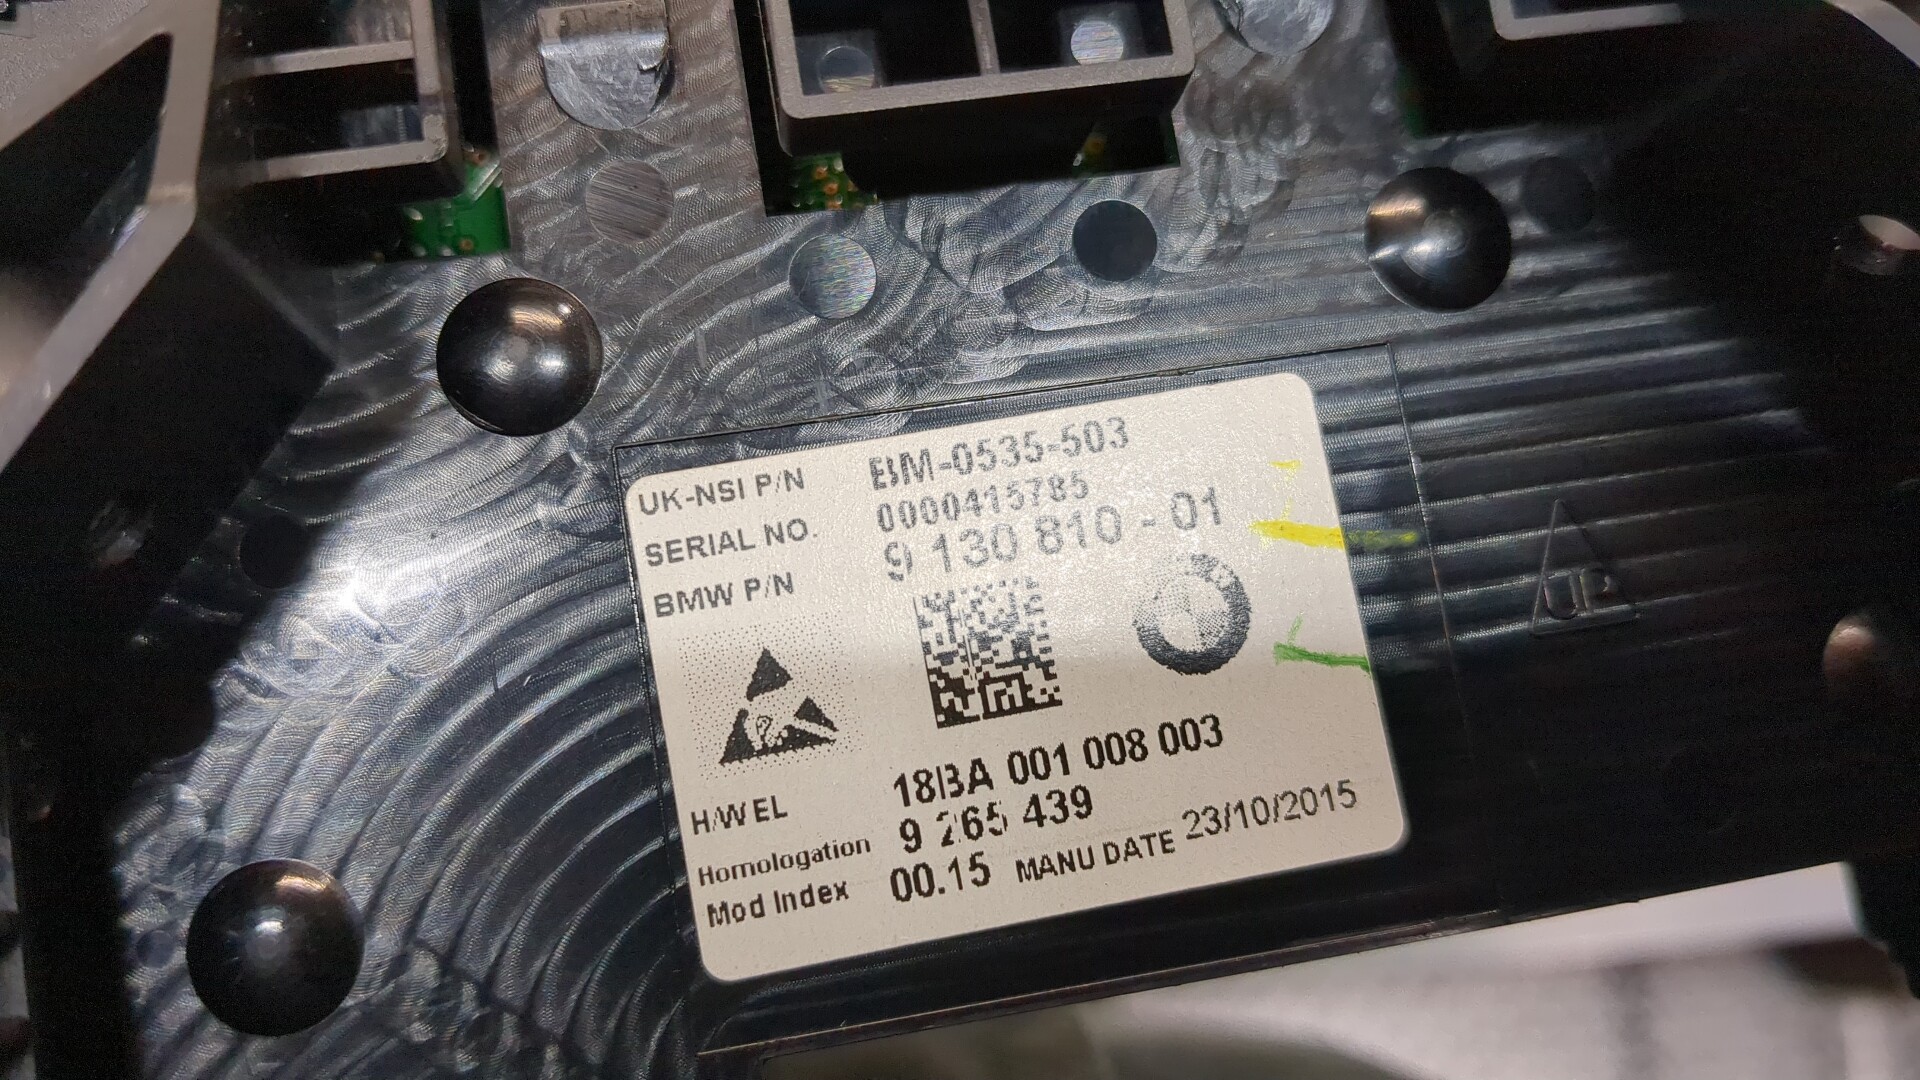 UK-NSI P/N BM-0535-503
SERIAL NO. 0000415785
BMW P/N 9 130 810 - 01
H/W EL 18BA 001 008 003
Homologation 9 265 439
Mod Index 00.15 MANU DATE 23/10/2015
UP